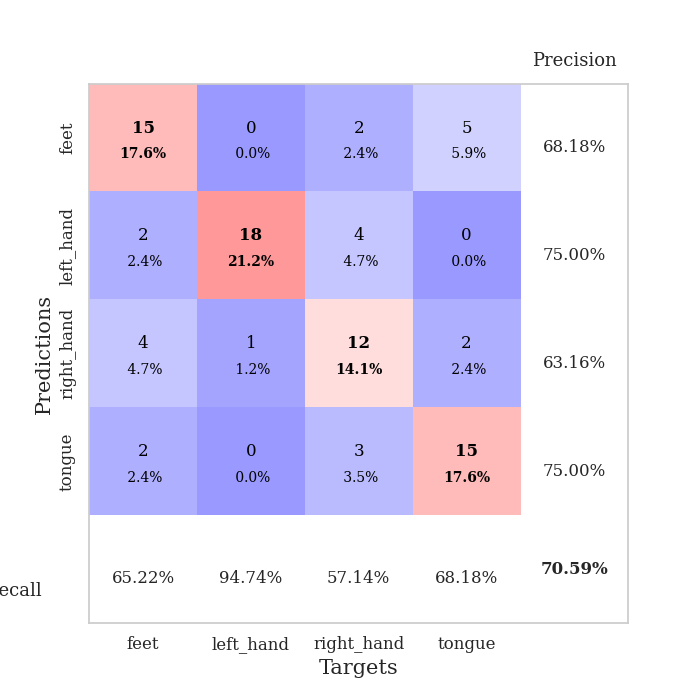 Precision
feet 15 0 2 5 68.18%
17.6% 0.0% 2.4% 5.9%
left_hand 2 18 4 0 75.00%
2.4% 21.2% 4.7% 0.0%
Predictions
right_hand 4 1 12 2 63.16%
4.7% 1.2% 14.1% 2.4%
tongue 2 0 3 15 75.00%
2.4% 0.0% 3.5% 17.6%
ecall 65.22% 94.74% 57.14% 68.18% 70.59%
feet left_hand right_hand tongue
Targets